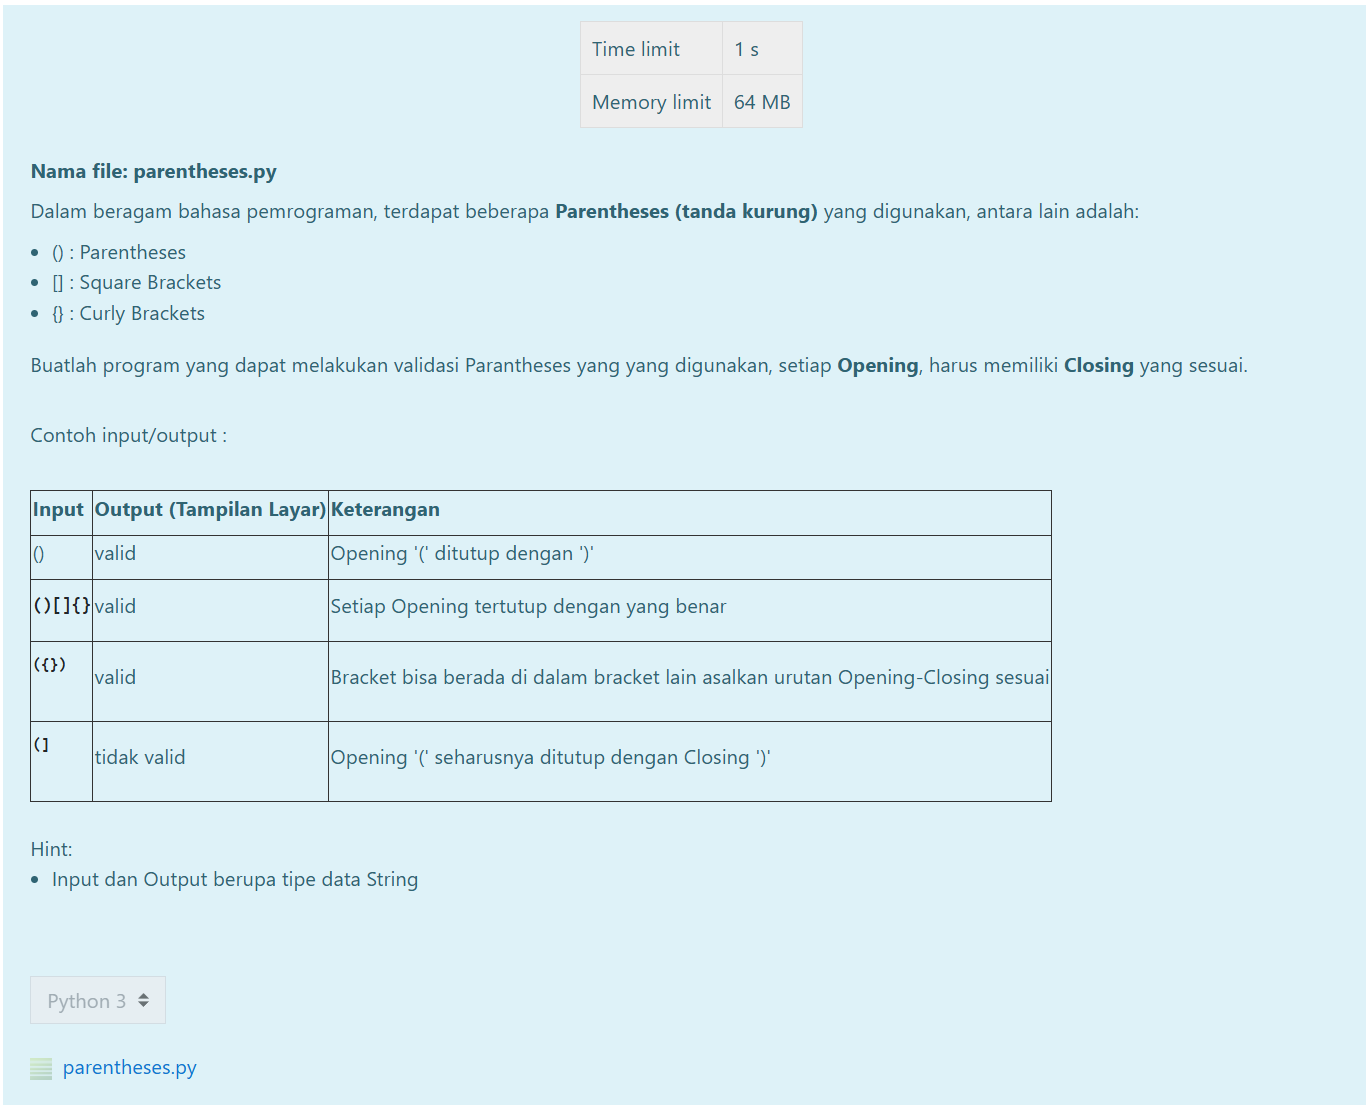 Time limit 1 s
Memory limit 64 MB
Nama file: parentheses.py
Dalam beragam bahasa pemrograman, terdapat beberapa Parentheses (tanda kurung) yang digunakan, antara lain adalah:
• () : Parentheses
• [] : Square Brackets
• {} : Curly Brackets
Buatlah program yang dapat melakukan validasi Parantheses yang yang digunakan, setiap Opening, harus memiliki Closing yang sesuai.
Contoh input/output :
Input Output (Tampilan Layar) Keterangan
() valid Opening '(' ditutup dengan ')'
()[]{} valid Setiap Opening tertutup dengan yang benar
({}) valid Bracket bisa berada di dalam bracket lain asalkan urutan Opening-Closing sesuai
(] tidak valid Opening '(' seharusnya ditutup dengan Closing ')'
Hint:
• Input dan Output berupa tipe data String
Python 3
parentheses.py